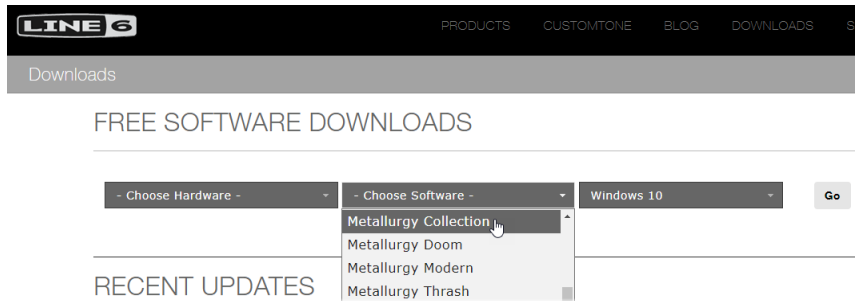 LINE 6
PRODUCTS CUSTOMTONE BLOG DOWNLOADS S
Downloads
FREE SOFTWARE DOWNLOADS
- Choose Hardware - - Choose Software - Windows 10 Go
Metallurgy Collection
Metallurgy Doom
Metallurgy Modern
Metallurgy Thrash
RECENT UPDATES